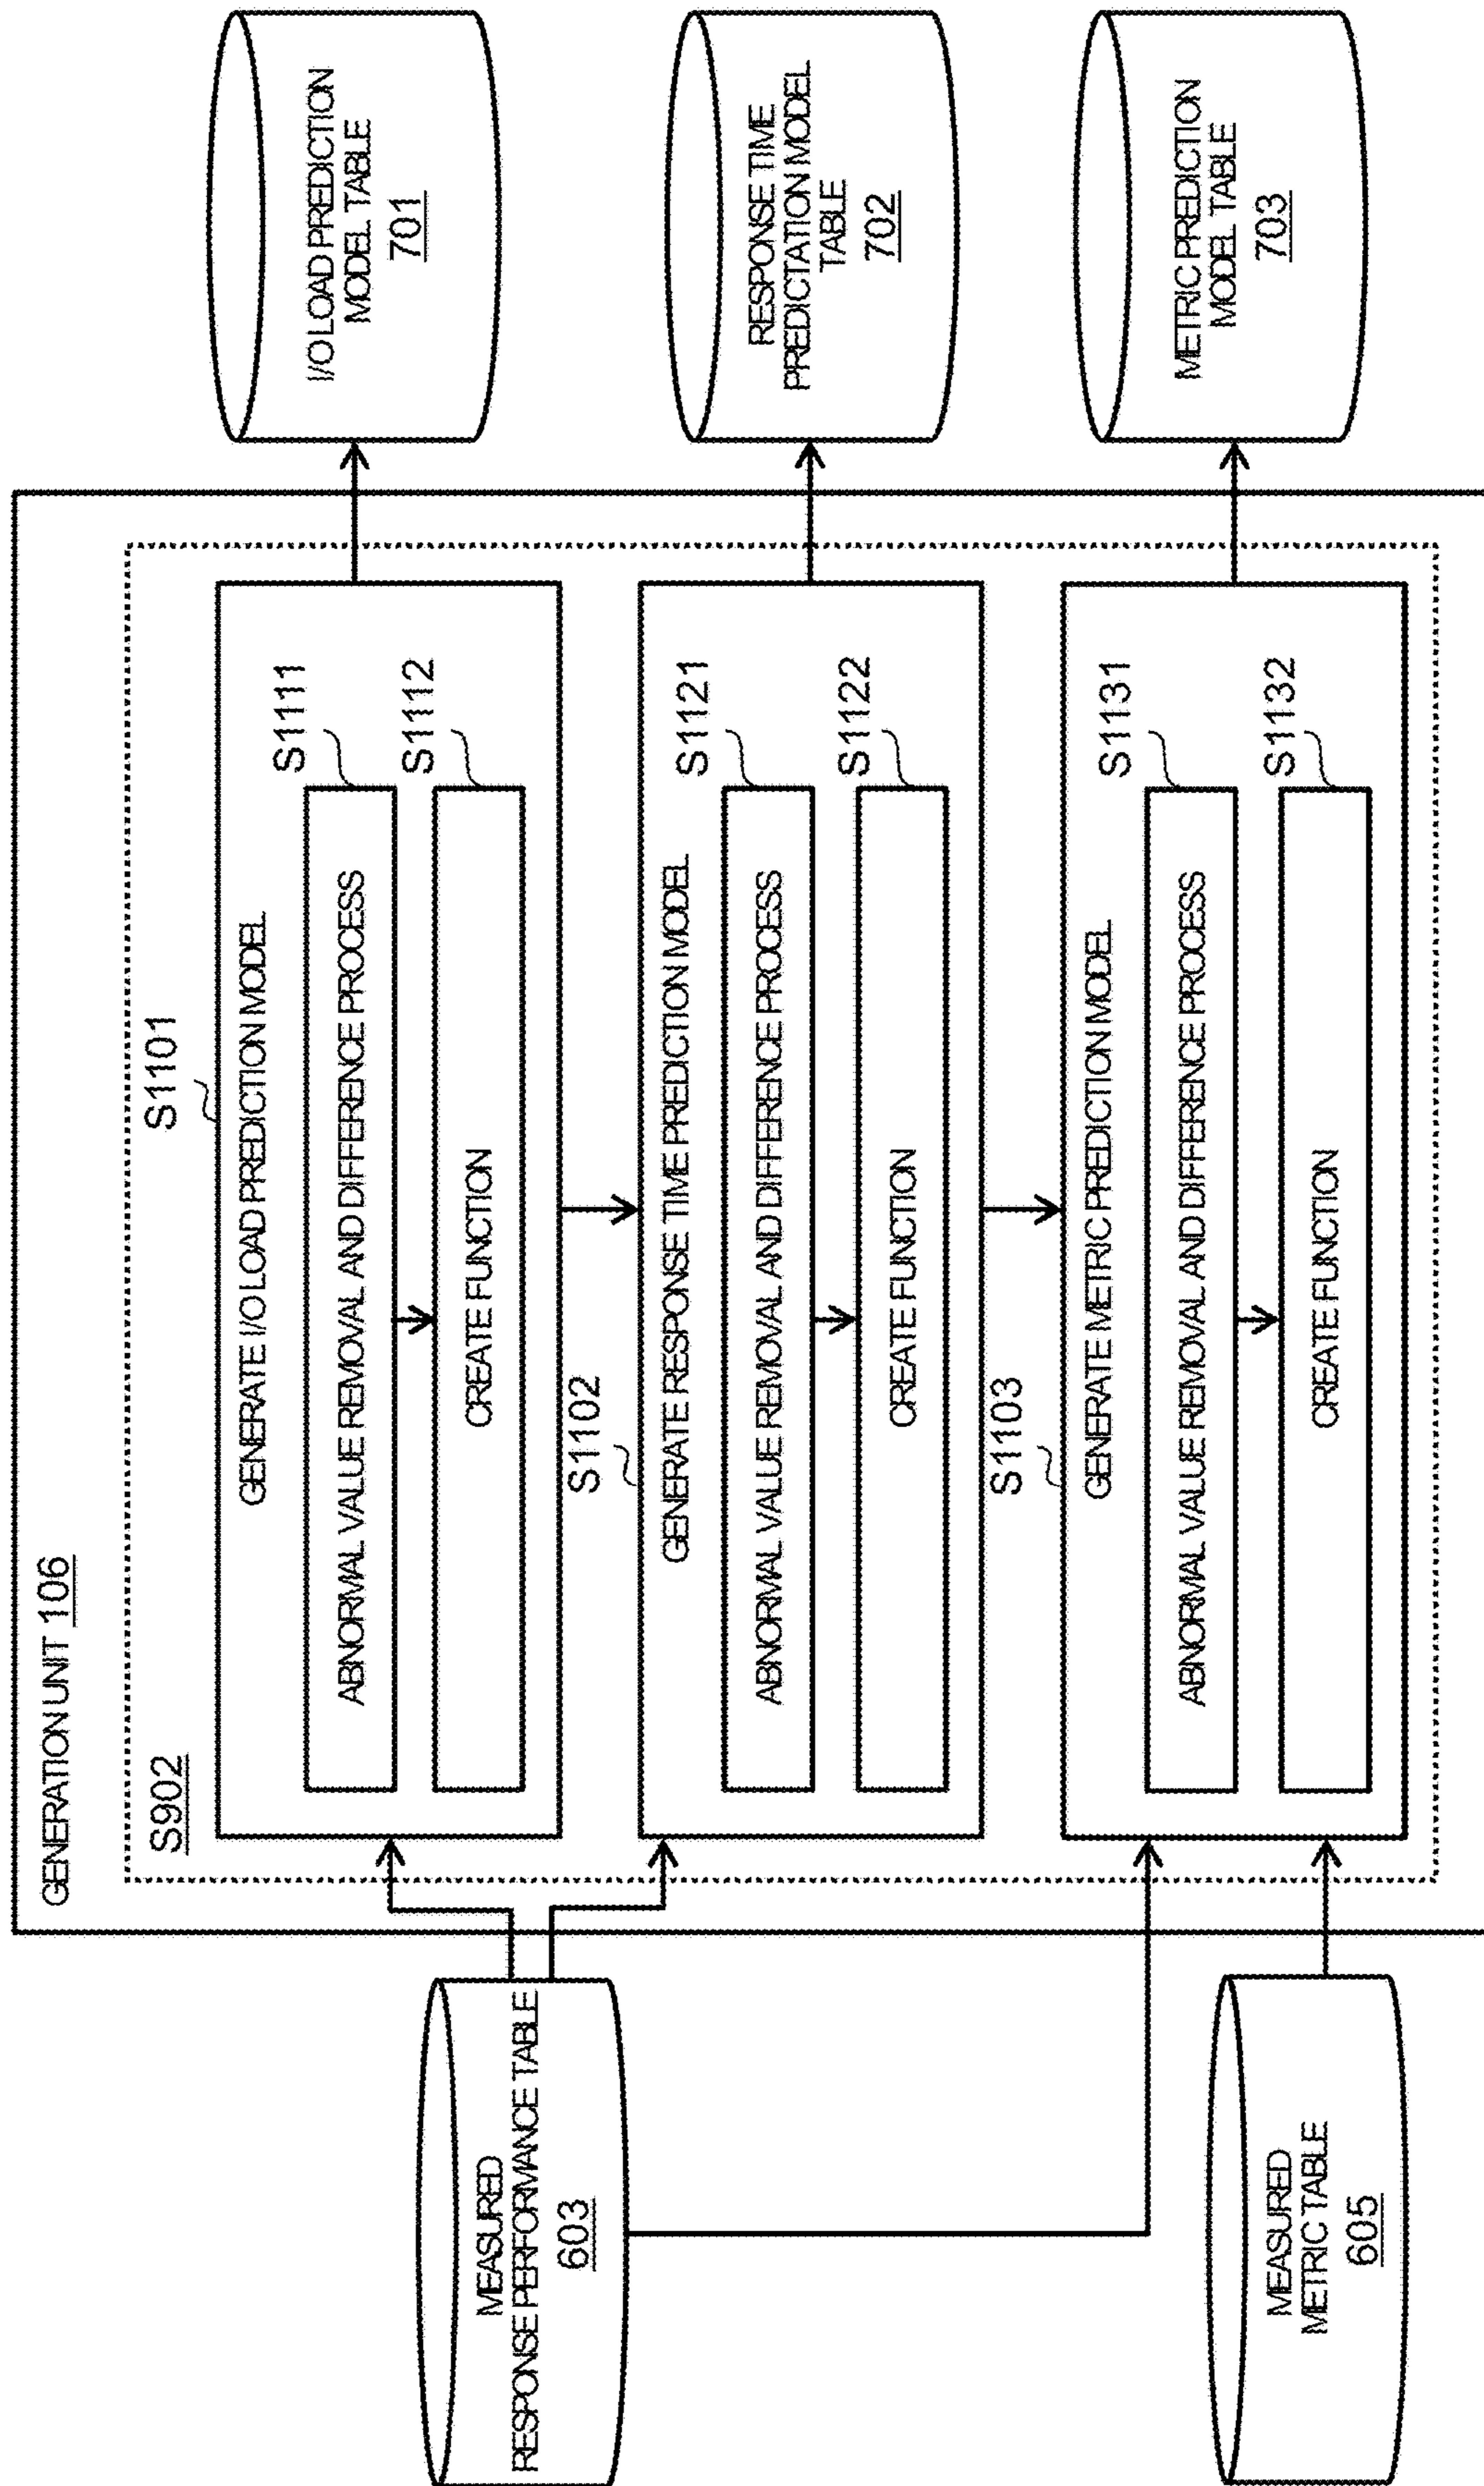 GENERATION UNIT 106
S902
S1101
GENERATE I/O LOAD PREDICTION MODEL
S1111
ABNORMAL VALUE REMOVAL AND DIFFERENCE PROCESS
S1112
CREATE FUNCTION
S1102
GENERATE RESPONSE TIME PREDICTION MODEL
S1121
ABNORMAL VALUE REMOVAL AND DIFFERENCE PROCESS
S1122
CREATE FUNCTION
S1103
GENERATE METRIC PREDICTION MODEL
S1131
ABNORMAL VALUE REMOVAL AND DIFFERENCE PROCESS
S1132
CREATE FUNCTION
MEASURED
RESPONSE PERFORMANCE TABLE
603
MEASURED
METRIC TABLE
605
I/O LOAD PREDICTION
MODEL TABLE
701
RESPONSE TIME
PREDICTATION MODEL
TABLE
702
METRIC PREDICTION
MODEL TABLE
703